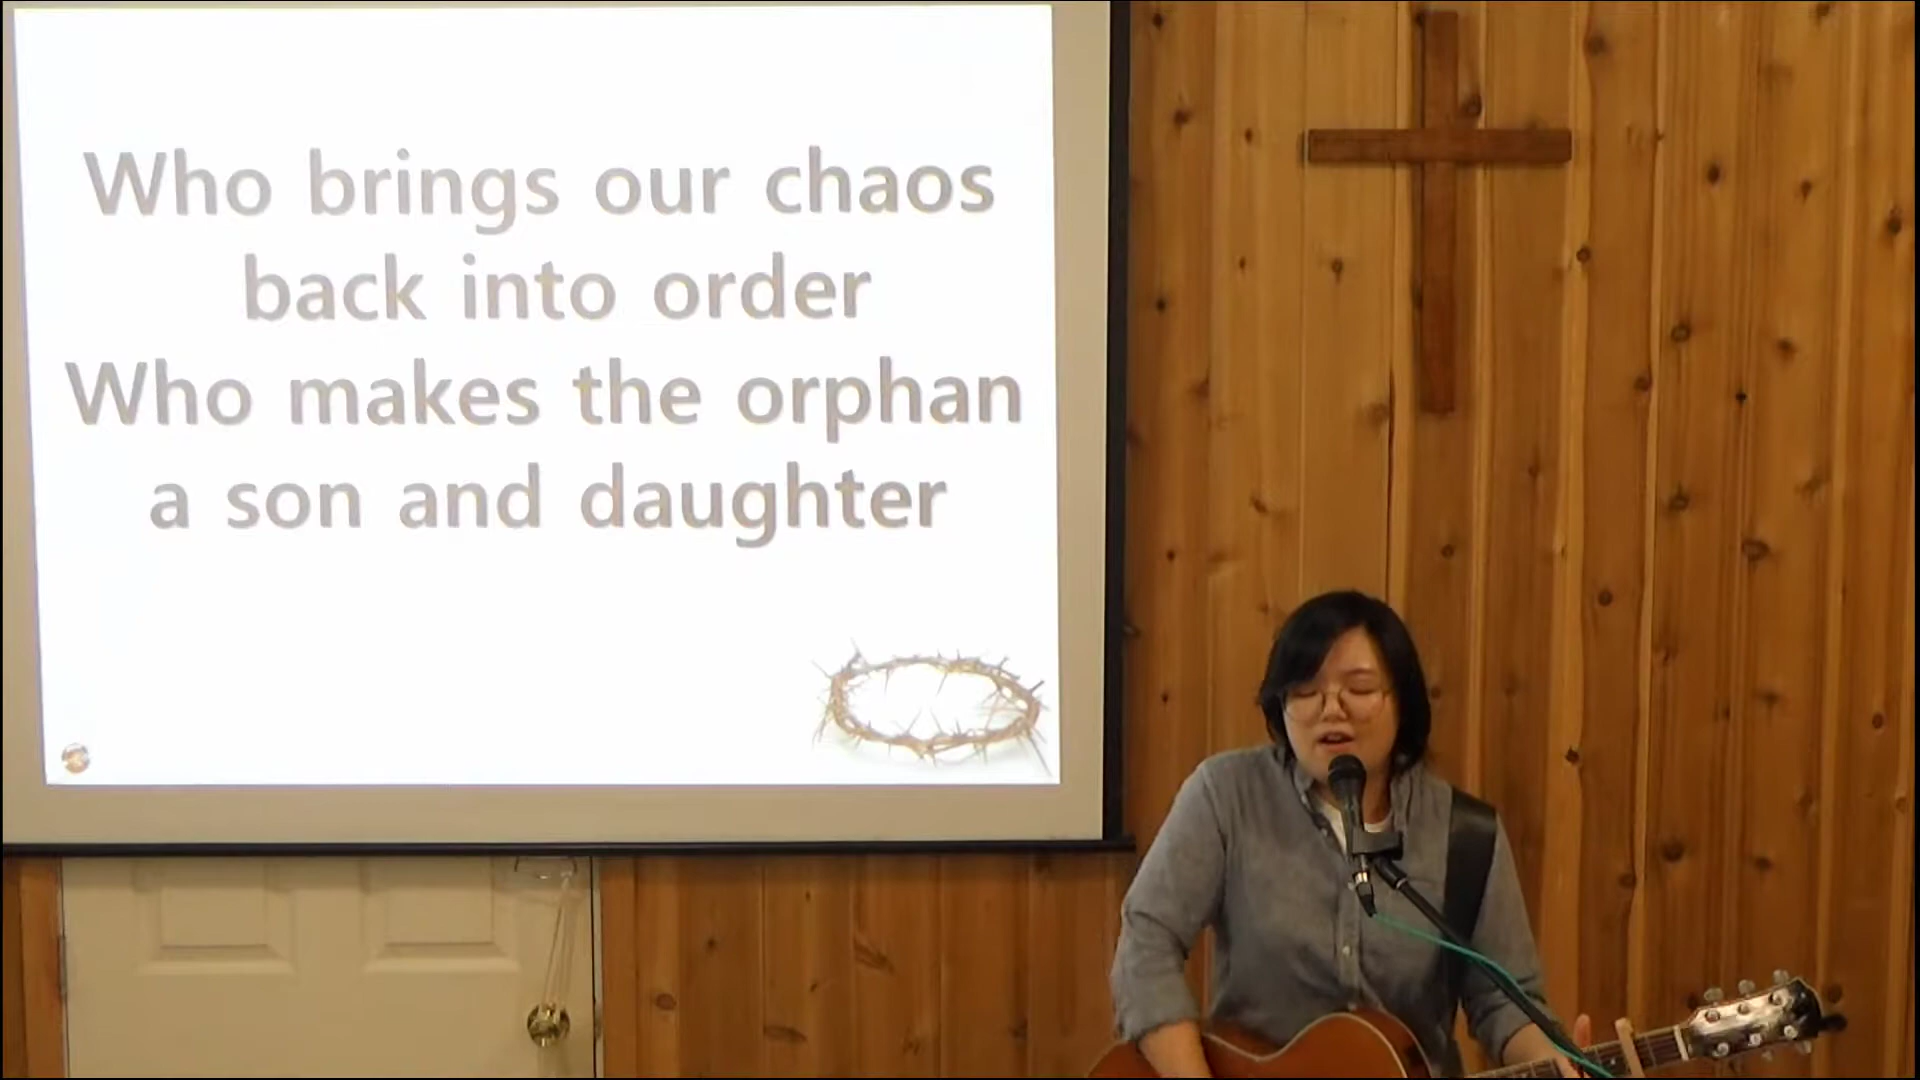 Who brings our chaos
back into order
Who makes the orphan
a son and daughter